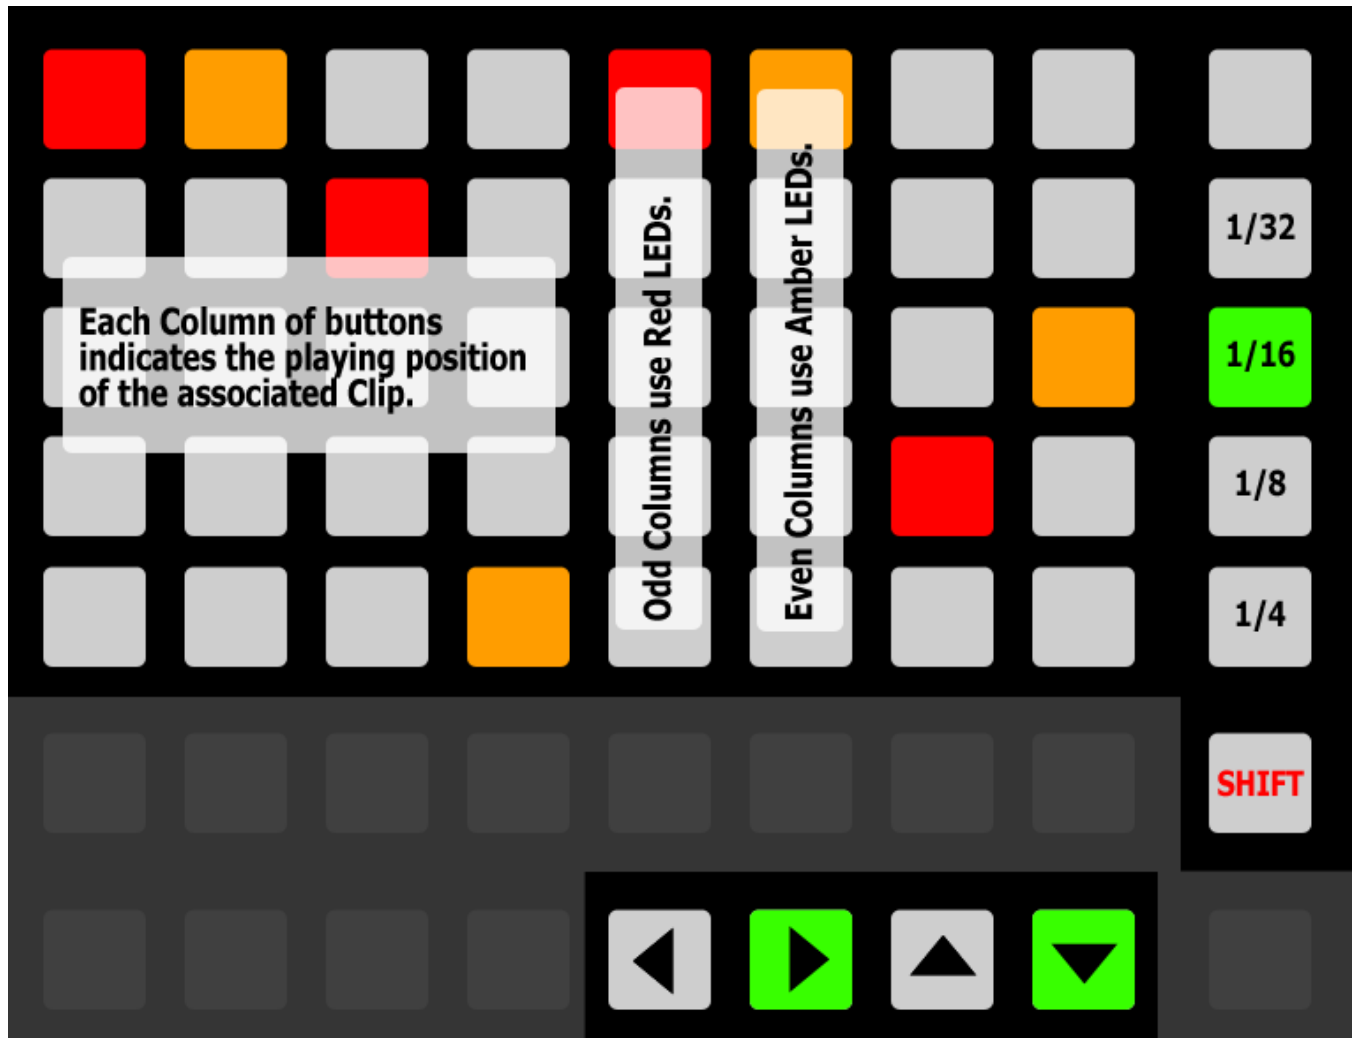 Each Column of buttons
indicates the playing position
of the associated Clip.
Odd Columns use Red LEDs.
Even Columns use Amber LEDs.
1/32
1/16
1/8
1/4
SHIFT